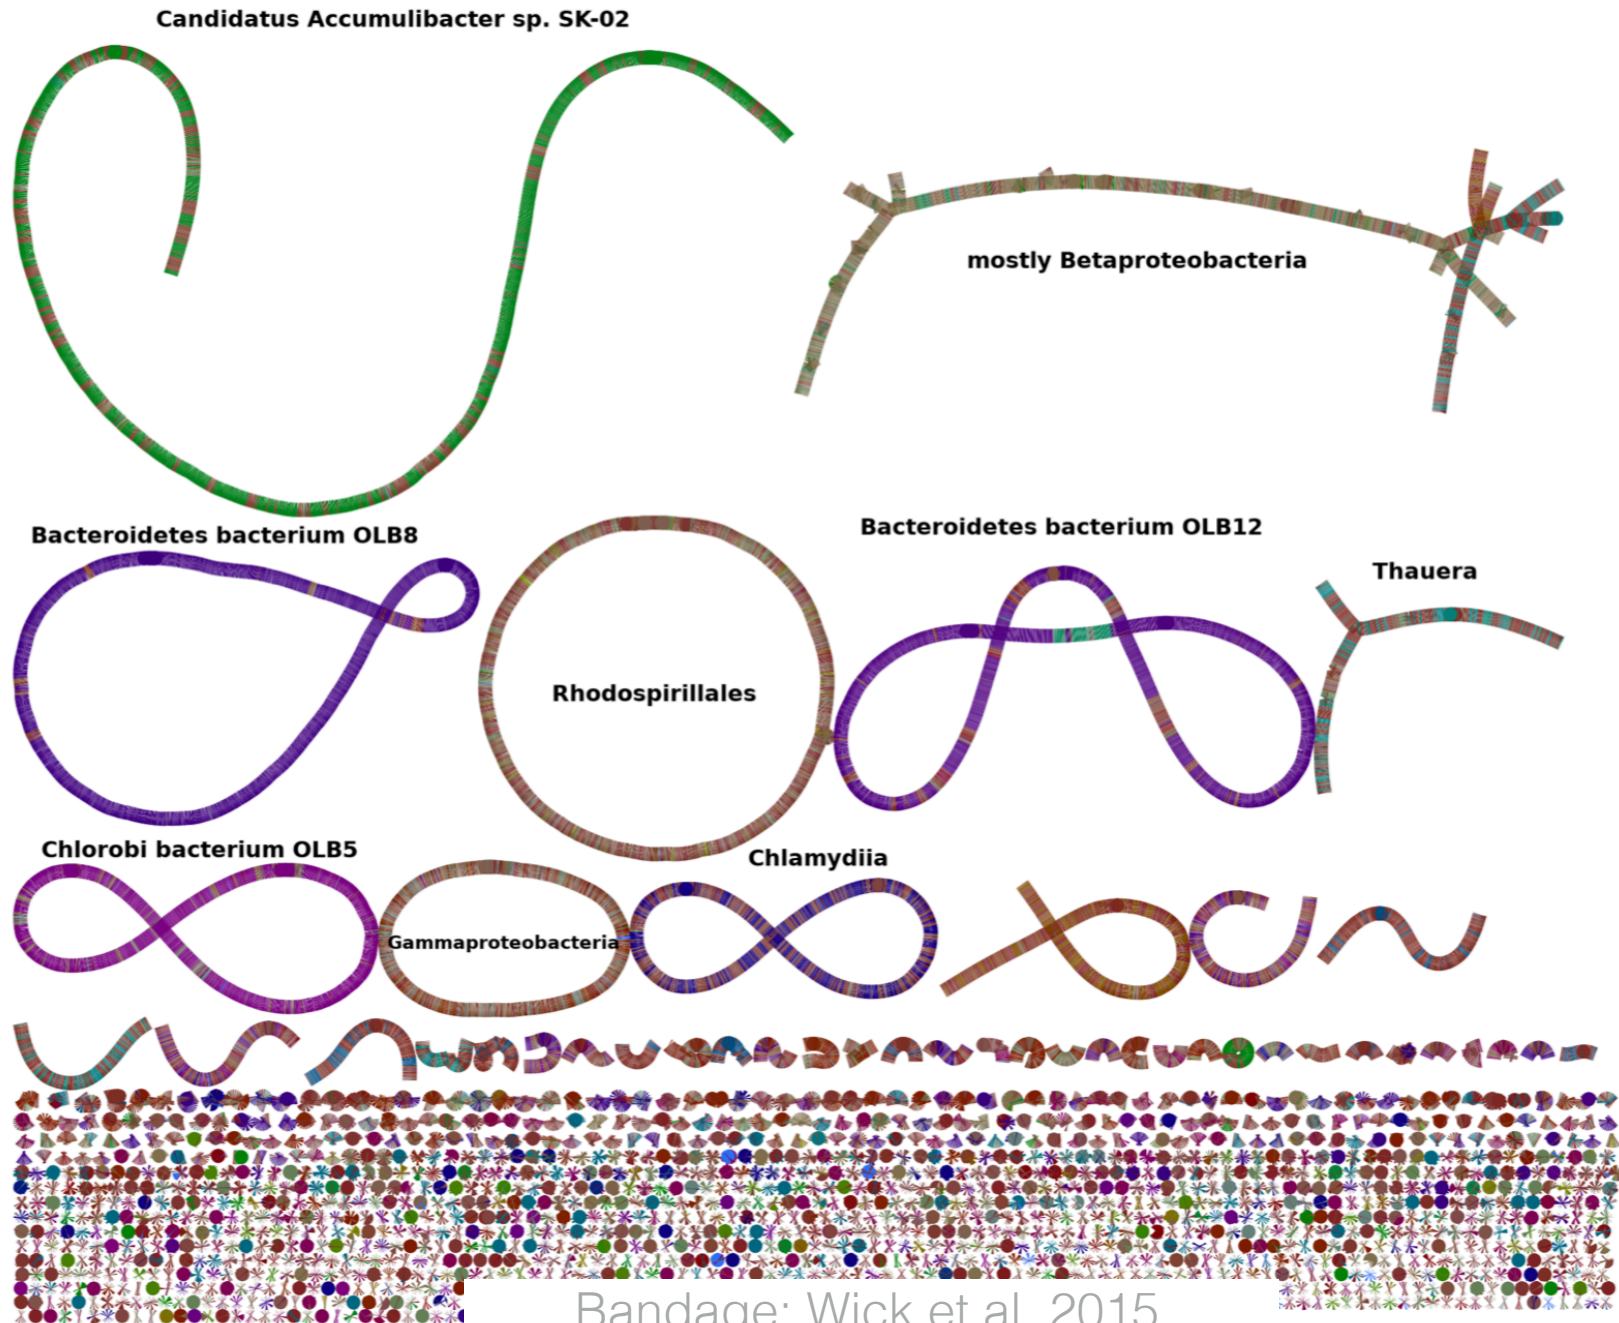 Candidatus Accumulibacter sp. SK-02
mostly Betaproteobacteria
Bacteroidetes bacterium OLB8
Bacteroidetes bacterium OLB12
Thauera
Rhodospirillales
Chlorobi bacterium OLB5
Chlamydiia
Gammaproteobacteria
Bandage: Wick et al. 2015